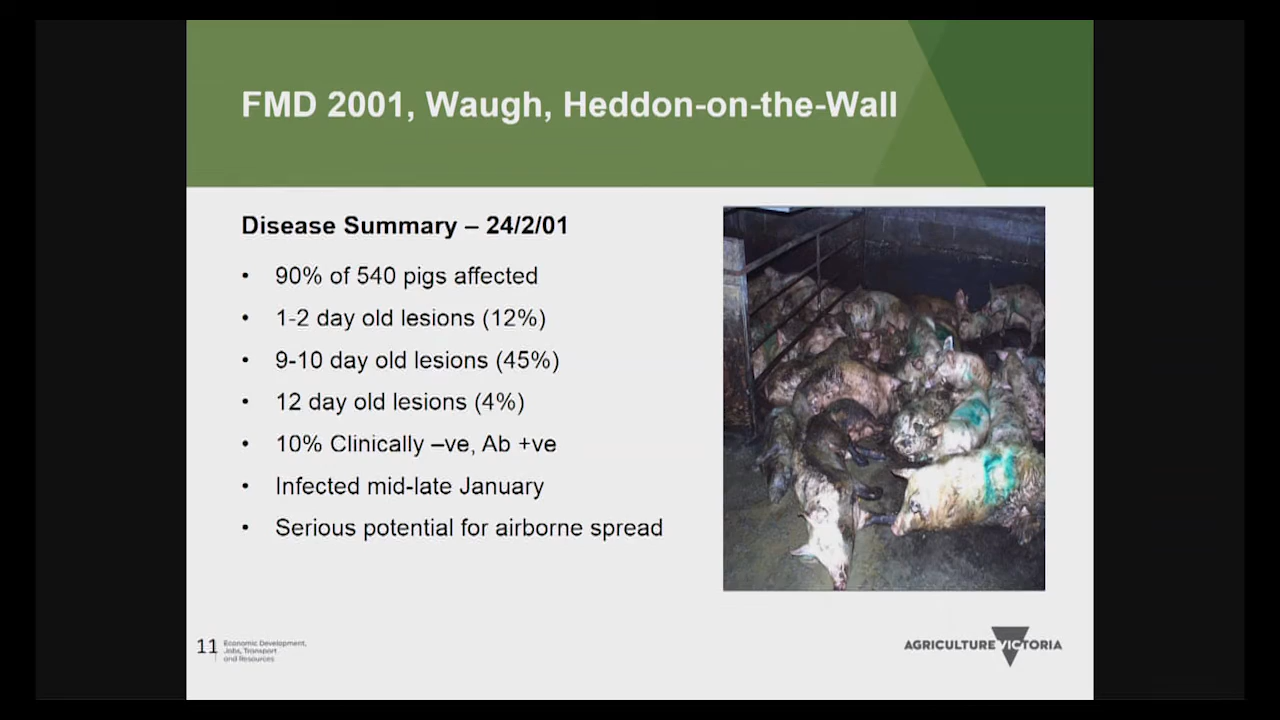 FMD 2001, Waugh, Heddon-on-the-Wall
Disease Summary – 24/2/01
• 90% of 540 pigs affected
• 1-2 day old lesions (12%)
• 9-10 day old lesions (45%)
• 12 day old lesions (4%)
• 10% Clinically –ve, Ab +ve
• Infected mid-late January
• Serious potential for airborne spread
11
Economic Development,
Jobs, Transport
and Resources
AGRICULTURE VICTORIA